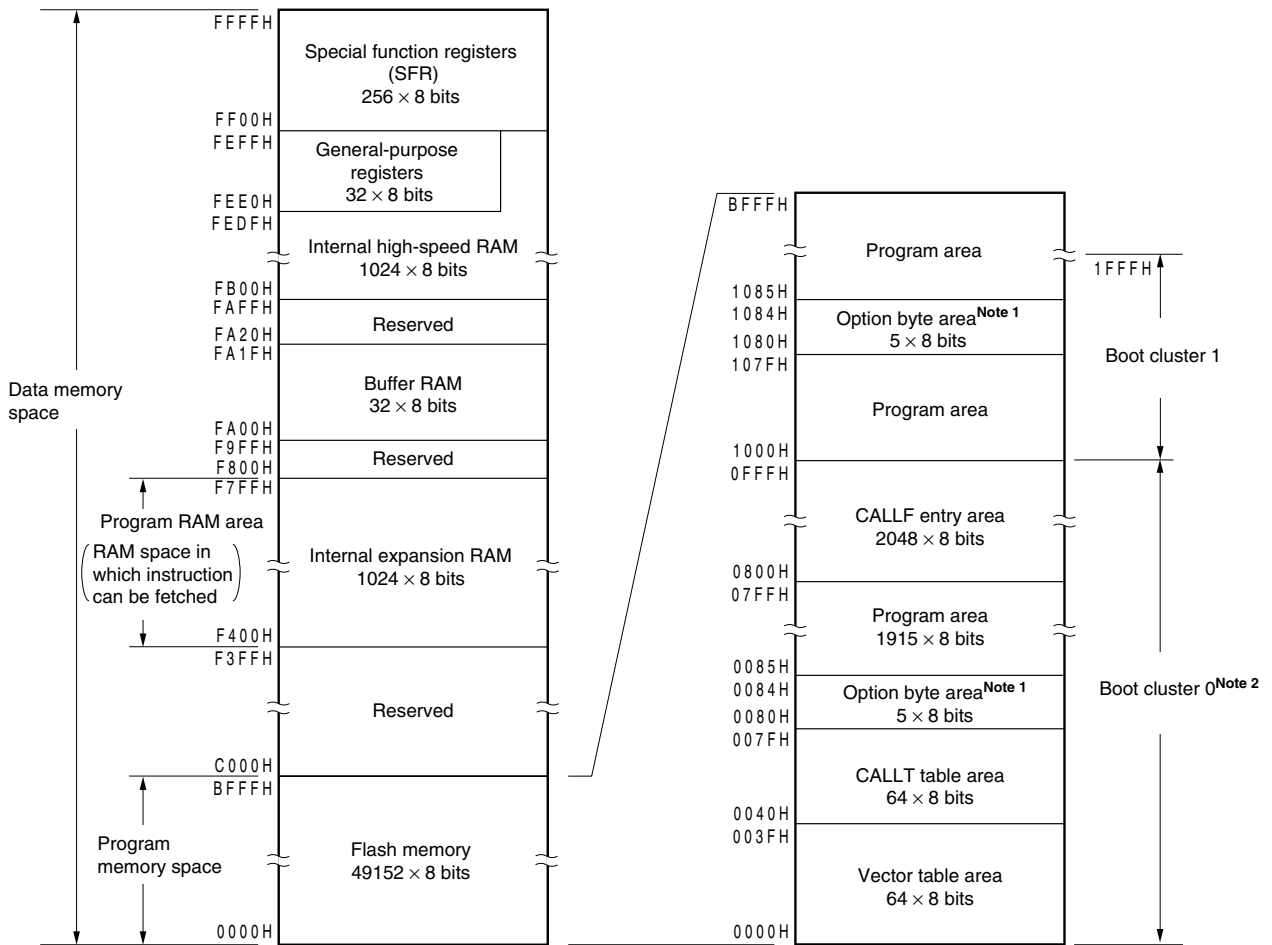 FFFFH
Special function registers
(SFR)
256 × 8 bits
FF00H
FEFFH
General-purpose
registers
32 × 8 bits
FEE0H
FEDFH
Internal high-speed RAM
1024 × 8 bits
FB00H
FAFFH
Reserved
FA20H
FA1FH
Buffer RAM
32 × 8 bits
FA00H
F9FFH
Reserved
F800H
F7FFH
Internal expansion RAM
1024 × 8 bits
F400H
F3FFH
Reserved
C000H
BFFFH
Flash memory
49152 × 8 bits
0000H
Data memory
space
Program RAM area
RAM space in
which instruction
can be fetched
Program
memory space
BFFFH
Program area
1FFFH
1085H
1084H
Option byte areaNote 1
5 × 8 bits
1080H
107FH
Program area
1000H
0FFFH
CALLF entry area
2048 × 8 bits
0800H
07FFH
Program area
1915 × 8 bits
0085H
0084H
Option byte areaNote 1
5 × 8 bits
0080H
007FH
CALLT table area
64 × 8 bits
0040H
003FH
Vector table area
64 × 8 bits
0000H
Boot cluster 1
Boot cluster 0Note 2